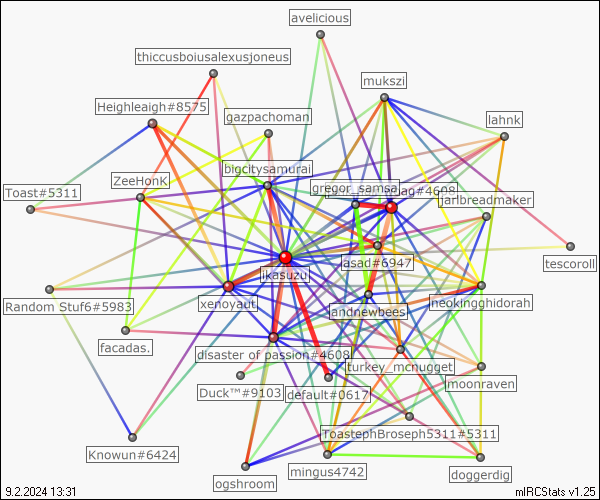 avelicious
thiccusboiusalexusjoneus
mukszi
Heighleaigh#8575
gazpachoman
lahnk
bigcitysamurai
ZeeHonK
gregor_samsa
#4608
Toast#5311
jarlbreadmaker
asad#6947
tescoroll
ikasuzu
xenoyaut
neokingghidorah
Random Stuf6#5983
andnewbees
facadas.
disaster of passion#4608
turkey_mcnugget
moonraven
Duck™#9103
default#0617
ToastephBroseph5311#5311
Knowun#6424
mingus4742
doggerdig
ogshroom
9.2.2024 13:31
mIRCStats v1.25